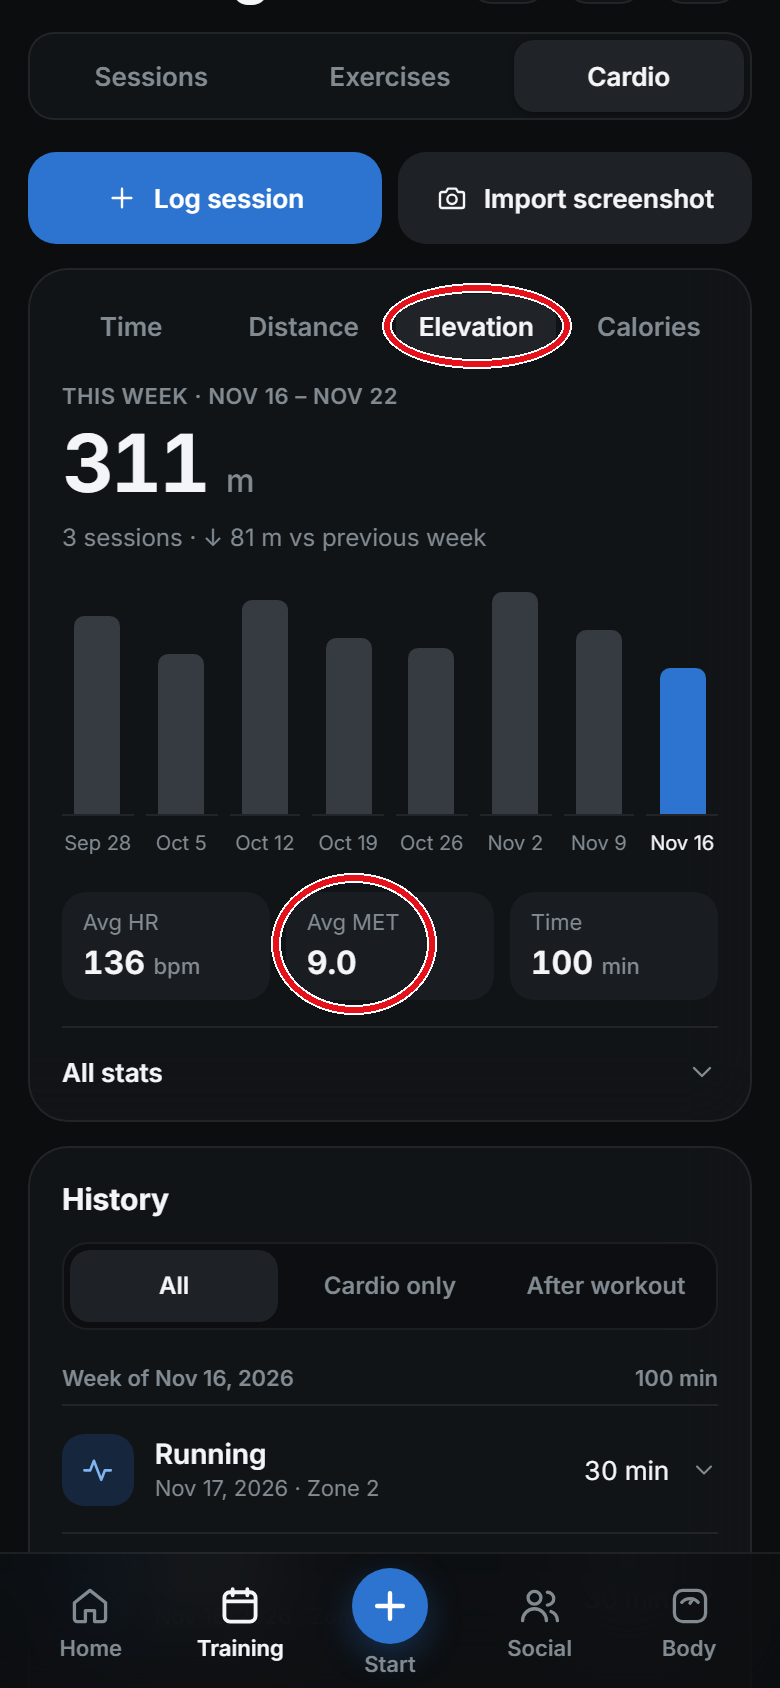 Sessions Exercises Cardio
Log session Import screenshot
Time Distance Elevation Calories
THIS WEEK · NOV 16 – NOV 22
311 m
3 sessions · ↓ 81 m vs previous week
Sep 28 Oct 5 Oct 12 Oct 19 Oct 26 Nov 2 Nov 9 Nov 16
Avg HR Avg MET Time
136 bpm 9.0 100 min
All stats
History
All Cardio only After workout
Week of Nov 16, 2026 100 min
Running 30 min
Nov 17, 2026 · Zone 2
Home Training Start Social Body